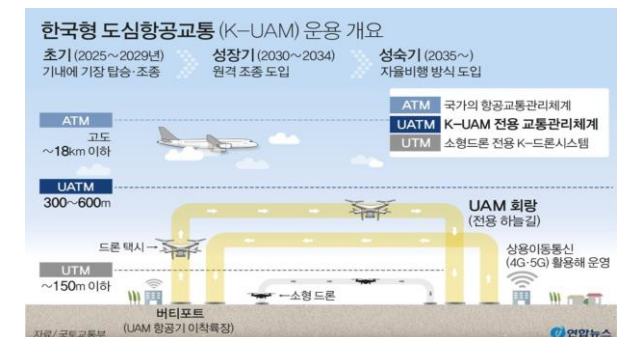 한국형 도심항공교통 (K-UAM) 운용 개요
초기 (2025~2029년)
기내에 기장 탑승·조종
성장기 (2030~2034)
원격 조종 도입
성숙기 (2035~)
자율비행 방식 도입
ATM 국가의 항공교통관리체계
UATM K-UAM 전용 교통관리체계
UTM 소형드론 전용 K-드론시스템
ATM
고도
~18km 이하
UATM
300~600m
UAM 회랑
(전용 하늘길)
드론 택시→
상용이동통신
(4G·5G) 활용해 운영
UTM
~150m 이하
←소형 드론
버티포트
(UAM 항공기 이착륙장)
자료/국토교통부
연합뉴스